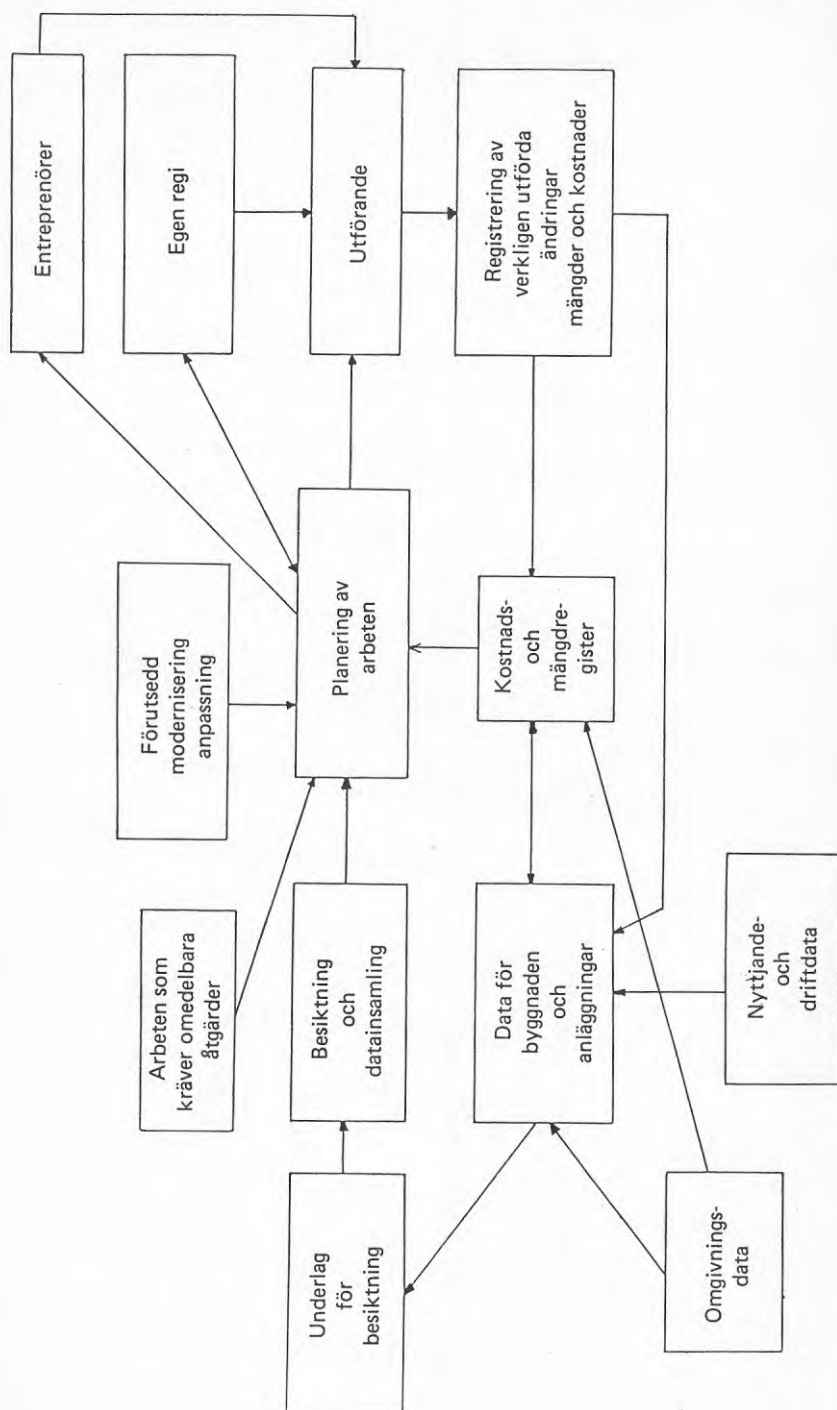 Entreprenörer
Egen regi
Utförande
Registrering av
verkligen utförda
ändringar
mängder och kostnader
Förutsedd
modernisering
anpassning
Planering av
arbeten
Kostnads-
och
mängdre-
gister
Arbeten som
kräver omedelbara
åtgärder
Besiktning
och
datainsamling
Data för
byggnaden
och
anläggningar
Nyttjande-
och
driftdata
Underlag
för
besiktning
Omgivnings-
data